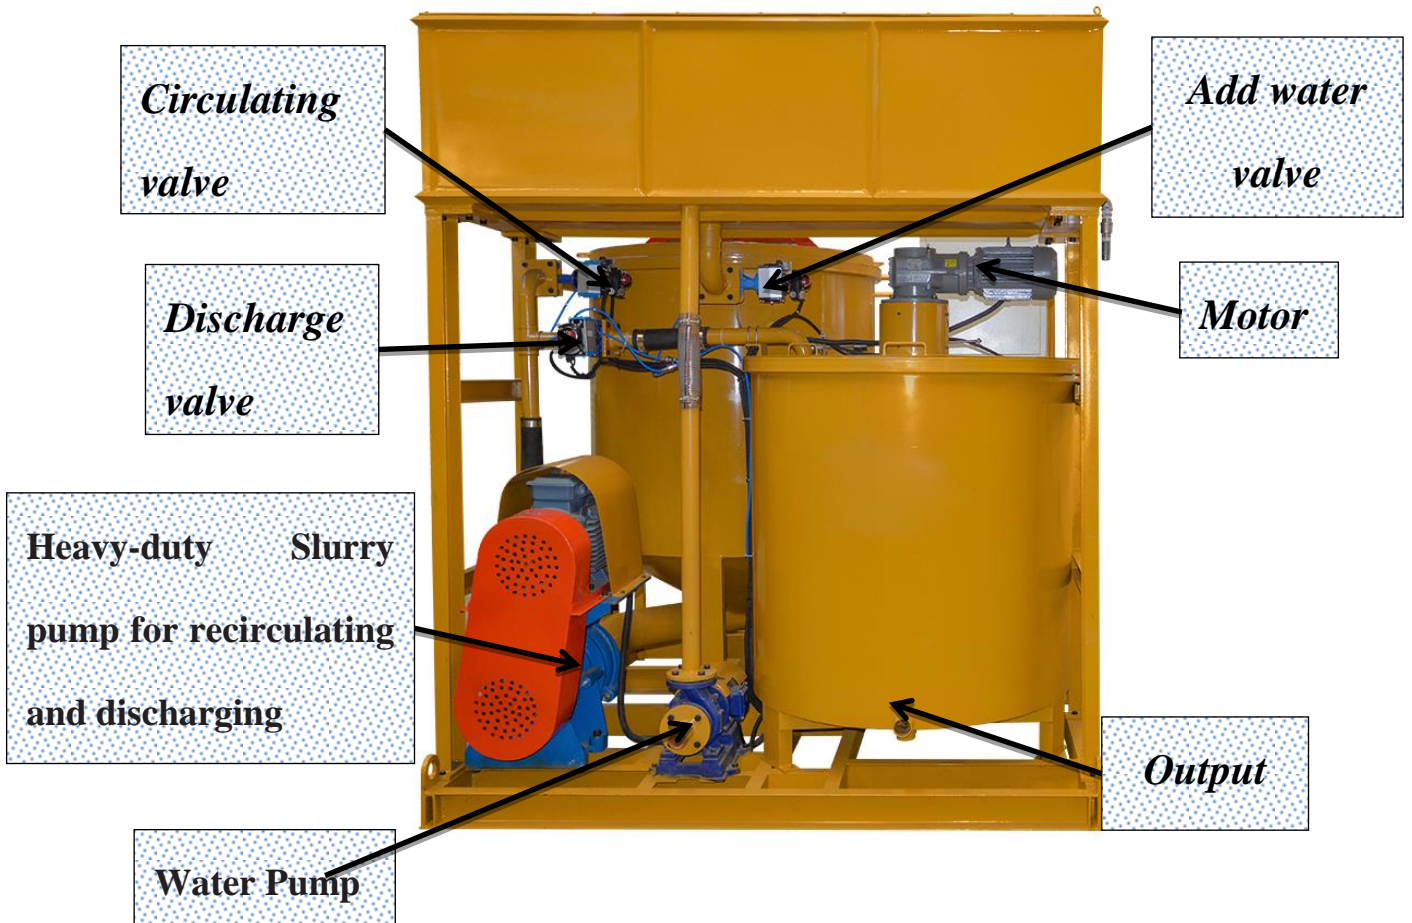 Circulating
valve
Add water
valve
Discharge
valve
Motor
Heavy-duty Slurry
pump for recirculating
and discharging
Output
Water Pump